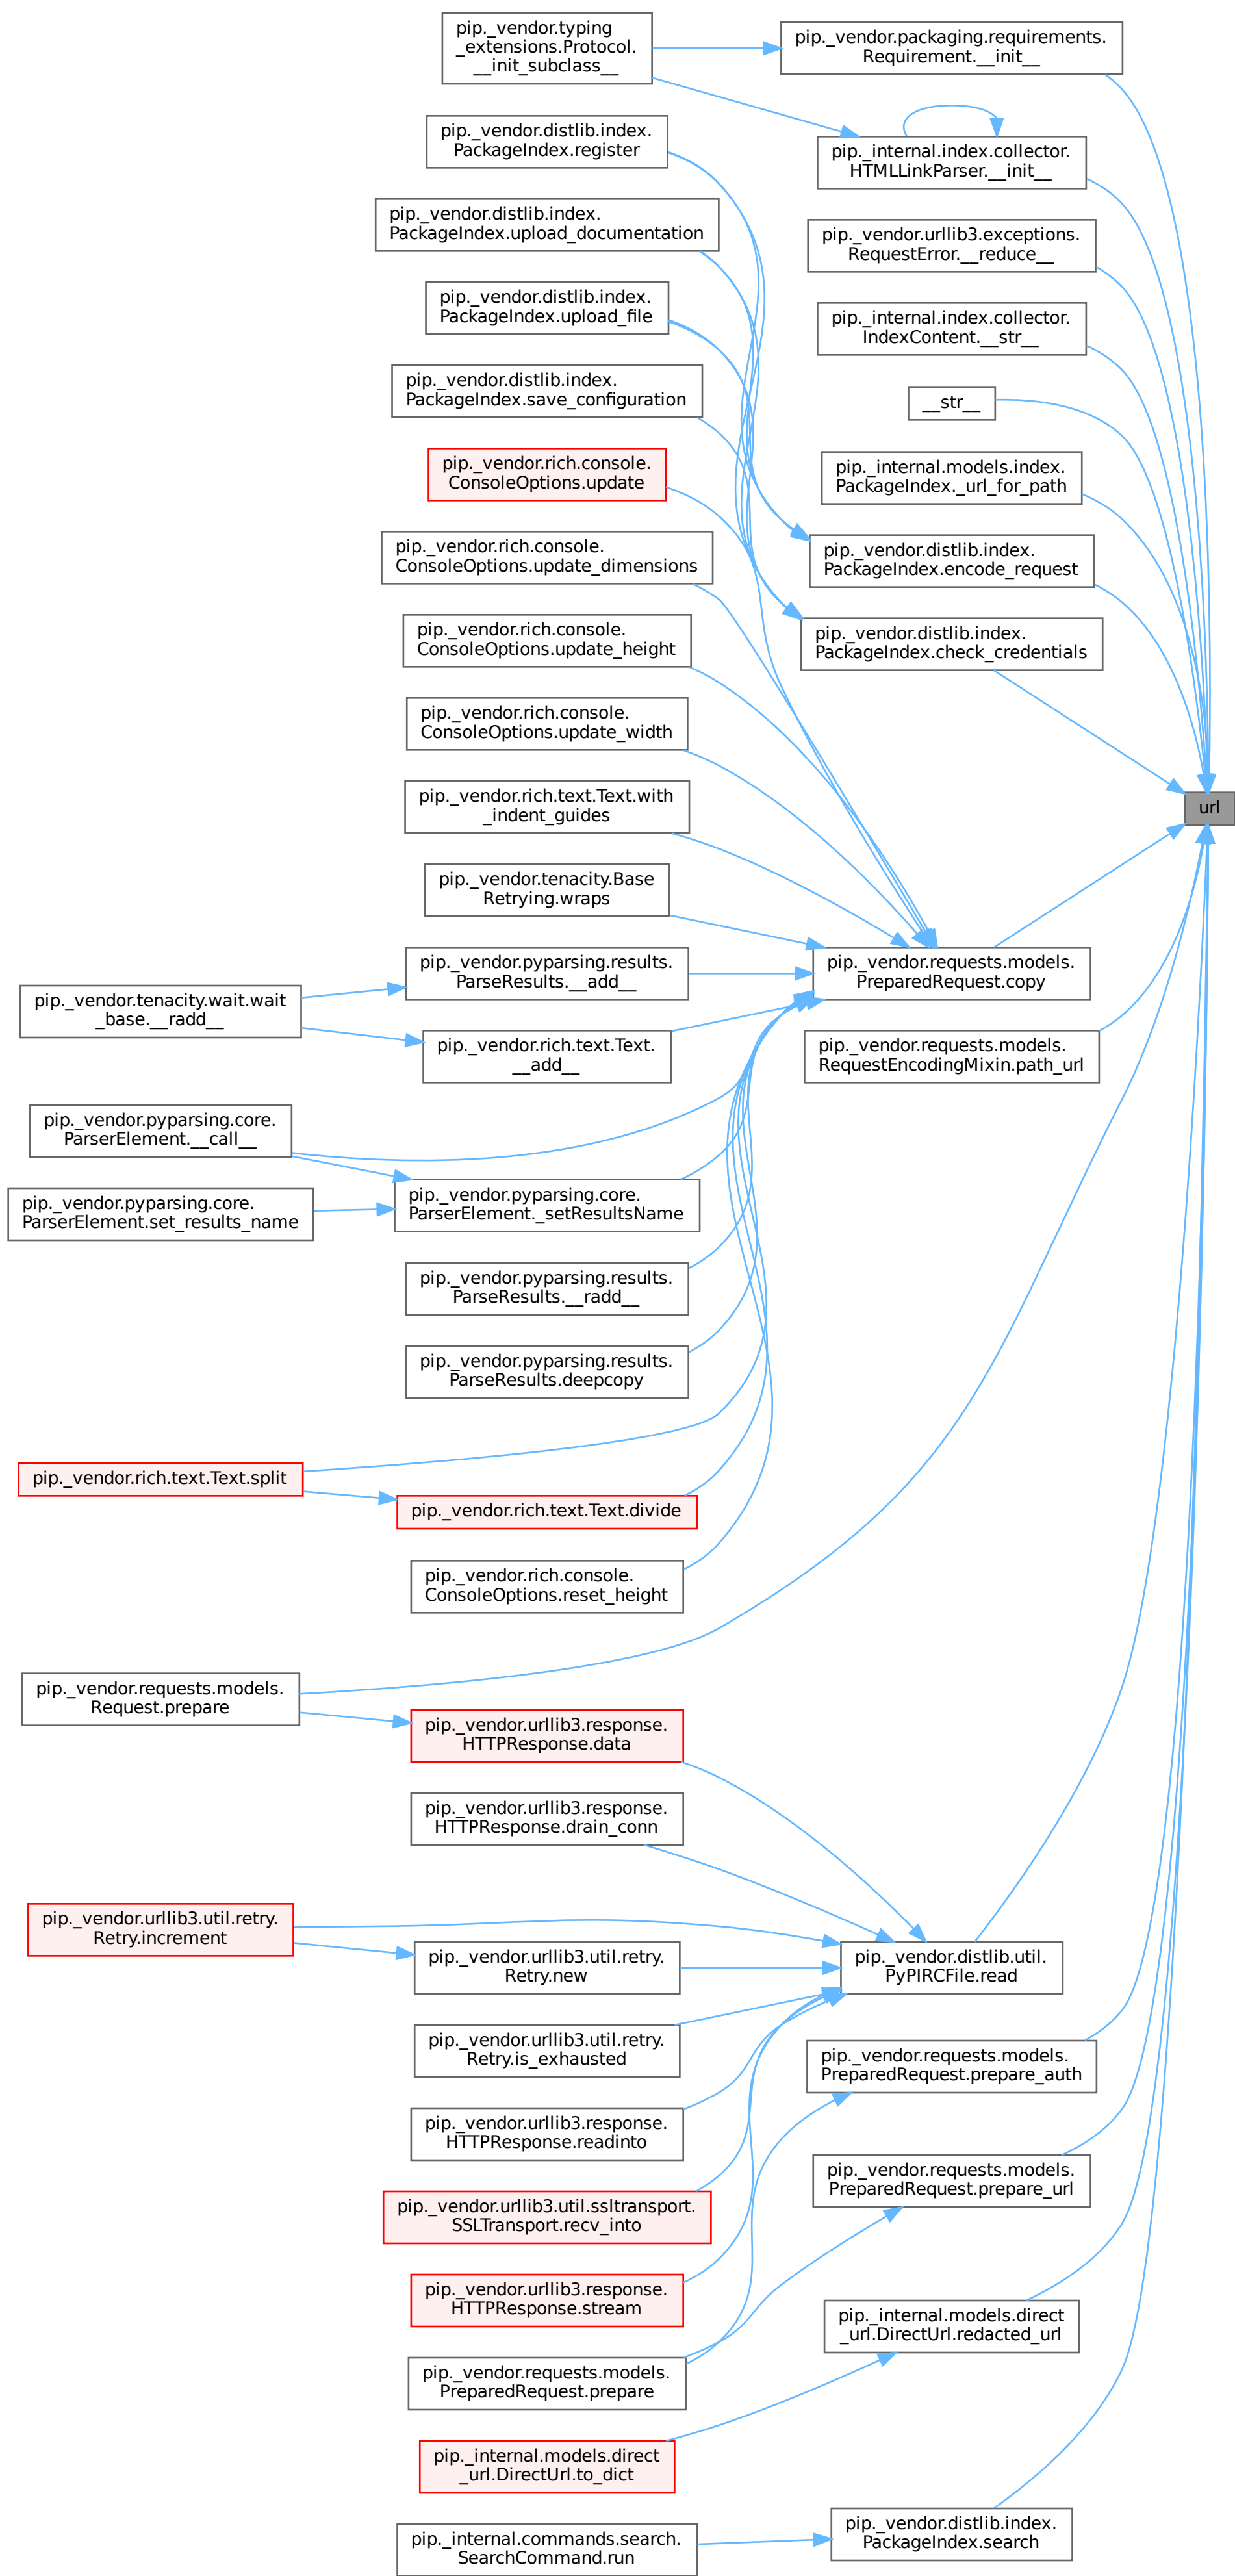 pip._vendor.typing
_extensions.Protocol.
__init_subclass__
pip._vendor.packaging.requirements.
Requirement.__init__
pip._vendor.distlib.index.
PackageIndex.register
pip._internal.index.collector.
HTMLLinkParser.__init__
pip._vendor.distlib.index.
PackageIndex.upload_documentation
pip._vendor.urllib3.exceptions.
RequestError.__reduce__
pip._vendor.distlib.index.
PackageIndex.upload_file
pip._internal.index.collector.
IndexContent.__str__
pip._vendor.distlib.index.
PackageIndex.save_configuration
__str__
pip._vendor.rich.console.
ConsoleOptions.update
pip._internal.models.index.
PackageIndex._url_for_path
pip._vendor.rich.console.
ConsoleOptions.update_dimensions
pip._vendor.distlib.index.
PackageIndex.encode_request
pip._vendor.rich.console.
ConsoleOptions.update_height
pip._vendor.distlib.index.
PackageIndex.check_credentials
pip._vendor.rich.console.
ConsoleOptions.update_width
pip._vendor.rich.text.Text.with
_indent_guides
url
pip._vendor.tenacity.Base
Retrying.wraps
pip._vendor.pyparsing.results.
ParseResults.__add__
pip._vendor.requests.models.
PreparedRequest.copy
pip._vendor.tenacity.wait.wait
_base.__radd__
pip._vendor.rich.text.Text.
__add__
pip._vendor.requests.models.
RequestEncodingMixin.path_url
pip._vendor.pyparsing.core.
ParserElement.__call__
pip._vendor.pyparsing.core.
ParserElement.set_results_name
pip._vendor.pyparsing.core.
ParserElement._setResultsName
pip._vendor.pyparsing.results.
ParseResults.__radd__
pip._vendor.pyparsing.results.
ParseResults.deepcopy
pip._vendor.rich.text.Text.split
pip._vendor.rich.text.Text.divide
pip._vendor.rich.console.
ConsoleOptions.reset_height
pip._vendor.requests.models.
Request.prepare
pip._vendor.urllib3.response.
HTTPResponse.data
pip._vendor.urllib3.response.
HTTPResponse.drain_conn
pip._vendor.urllib3.util.retry.
Retry.increment
pip._vendor.urllib3.util.retry.
Retry.new
pip._vendor.distlib.util.
PyPIRCFile.read
pip._vendor.urllib3.util.retry.
Retry.is_exhausted
pip._vendor.requests.models.
PreparedRequest.prepare_auth
pip._vendor.urllib3.response.
HTTPResponse.readinto
pip._vendor.requests.models.
PreparedRequest.prepare_url
pip._vendor.urllib3.util.ssltransport.
SSLTransport.recv_into
pip._vendor.urllib3.response.
HTTPResponse.stream
pip._internal.models.direct
_url.DirectUrl.redacted_url
pip._vendor.requests.models.
PreparedRequest.prepare
pip._internal.models.direct
_url.DirectUrl.to_dict
pip._vendor.distlib.index.
PackageIndex.search
pip._internal.commands.search.
SearchCommand.run